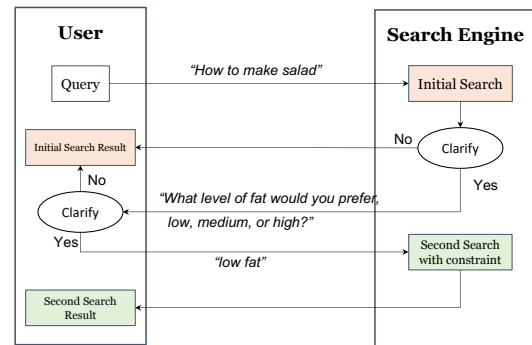 User
Search Engine
Query
“How to make salad”
Initial Search
Initial Search Result
No
Clarify
No
Yes
Clarify
“What level of fat would you prefer,
low, medium, or high?”
Yes
“low fat”
Second Search
with constraint
Second Search
Result